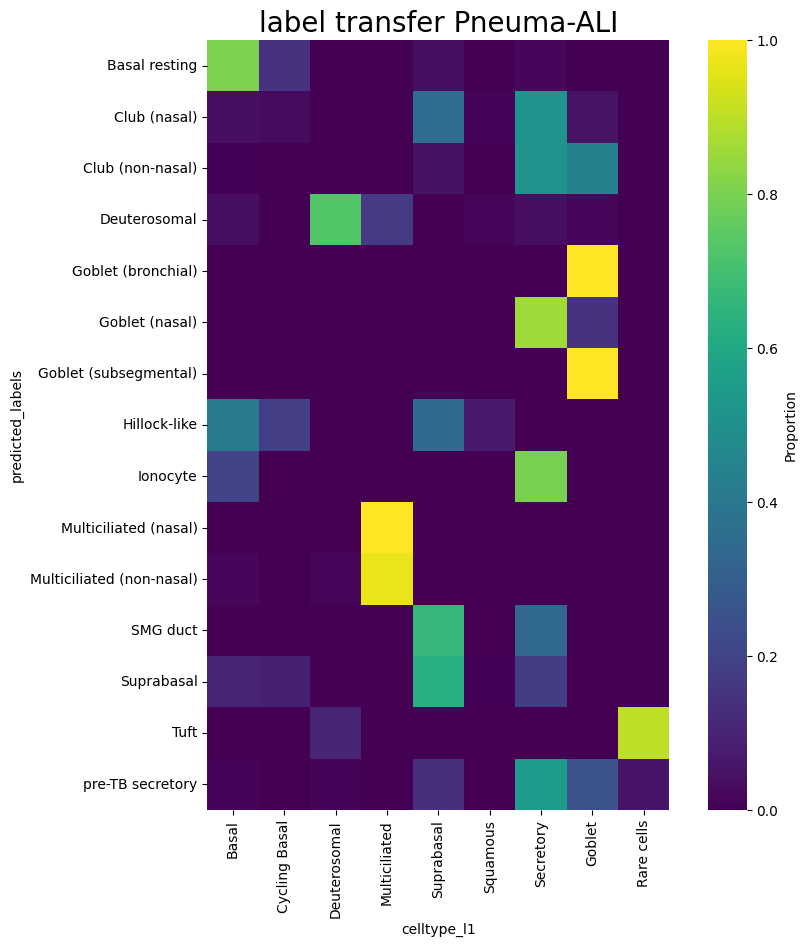 label transfer Pneuma-ALI
predicted_labels
Basal resting
Club (nasal)
Club (non-nasal)
Deuterosomal
Goblet (bronchial)
Goblet (nasal)
Goblet (subsegmental)
Hillock-like
Ionocyte
Multiciliated (nasal)
Multiciliated (non-nasal)
SMG duct
Suprabasal
Tuft
pre-TB secretory
Basal
Cycling Basal
Deuterosomal
Multiciliated
Suprabasal
Squamous
Secretory
Goblet
Rare cells
celltype_l1
1.0
0.8
0.6
0.4
0.2
0.0
Proportion